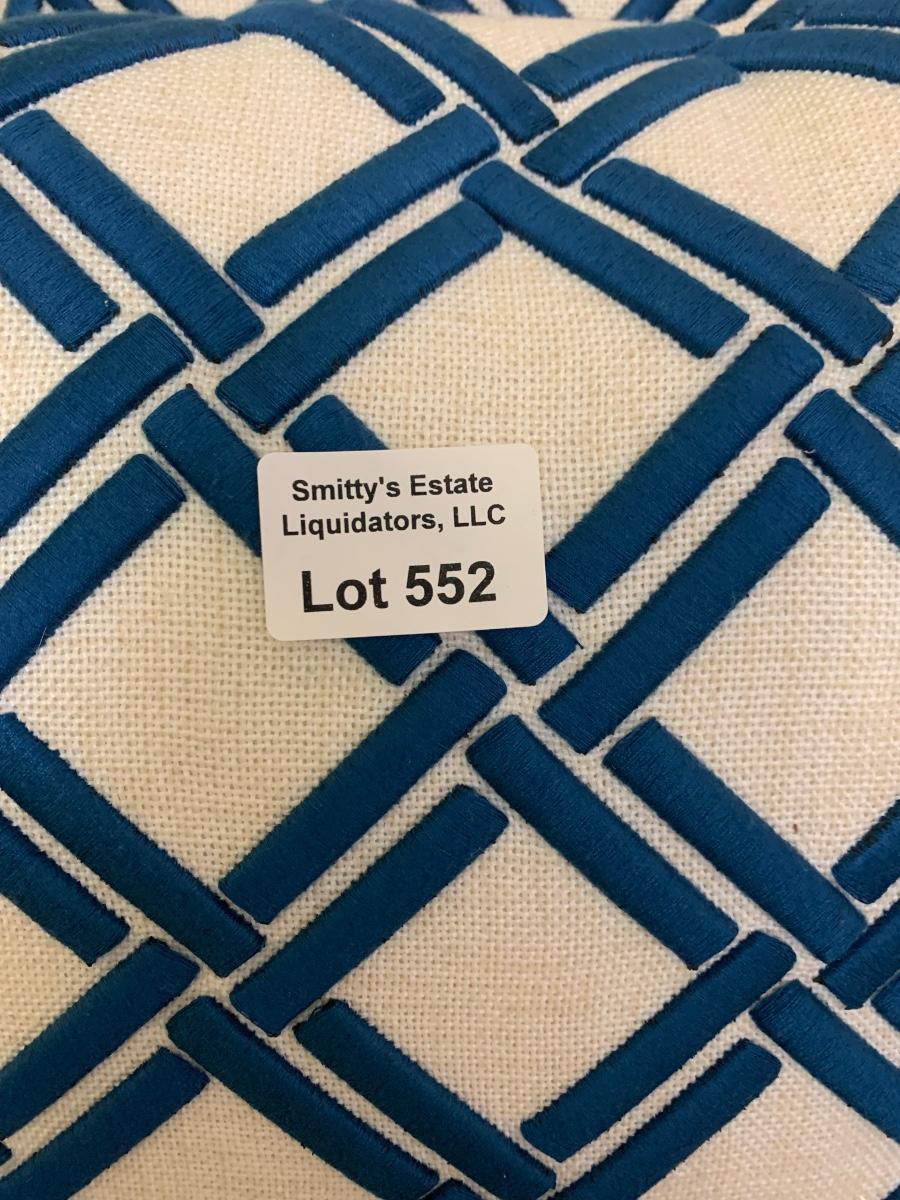 Smitty's Estate
Liquidators, LLC
Lot 552